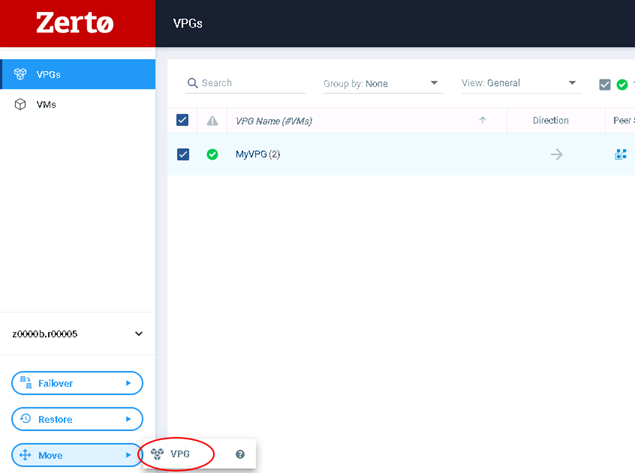 Zertø VPGs
VPGs
VMs
Search Group by: None View: General
VPG Name (#VMs) Direction Peer
MyVPG (2)
z0000b.r00005
Failover
Restore
Move VPG